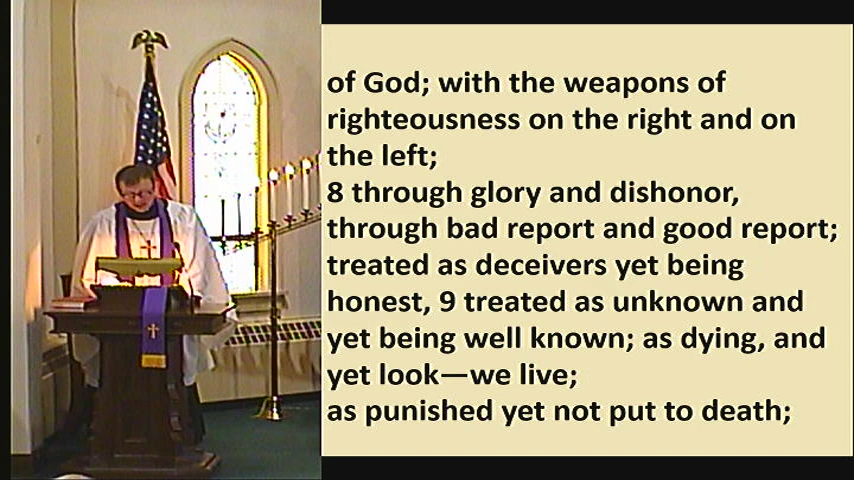 of God; with the weapons of
righteousness on the right and on
the left;
8 through glory and dishonor,
through bad report and good report;
treated as deceivers yet being
honest, 9 treated as unknown and
yet being well known; as dying, and
yet look—we live;
as punished yet not put to death;